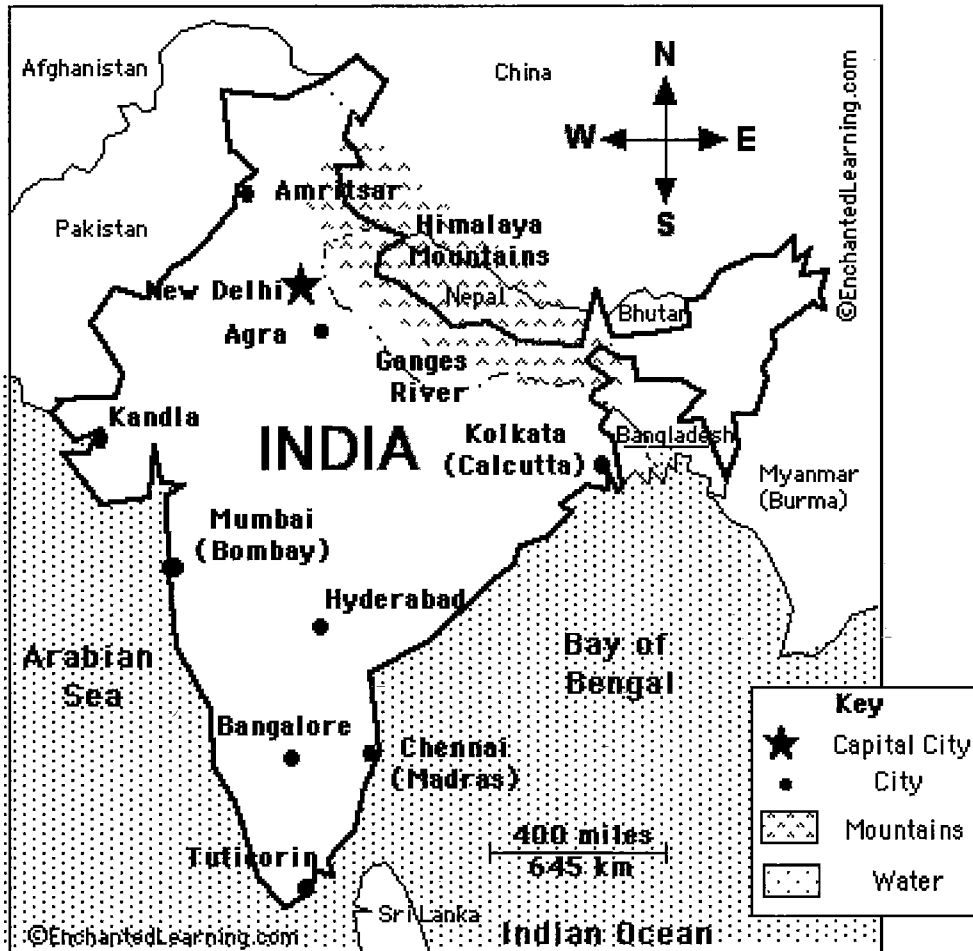 Afghanistan
China
N
W E
S
©EnchantedLearning.com
Pakistan
Amritsar
Himalaya
Mountains
New Delhi
Nepal
Bhutan
Agra
Ganges
River
Kandla
INDIA
Kolkata
(Calcutta)
Bangladesh
Myanmar
(Burma)
Mumbai
(Bombay)
Hyderabad
Arabian
Sea
Bay of
Bengal
Bangalore
Chennai
(Madras)
Key
Capital City
City
Mountains
Water
400 miles
645 km
Tuticorin
Sri Lanka
©EnchantedLearning.com
Indian Ocean